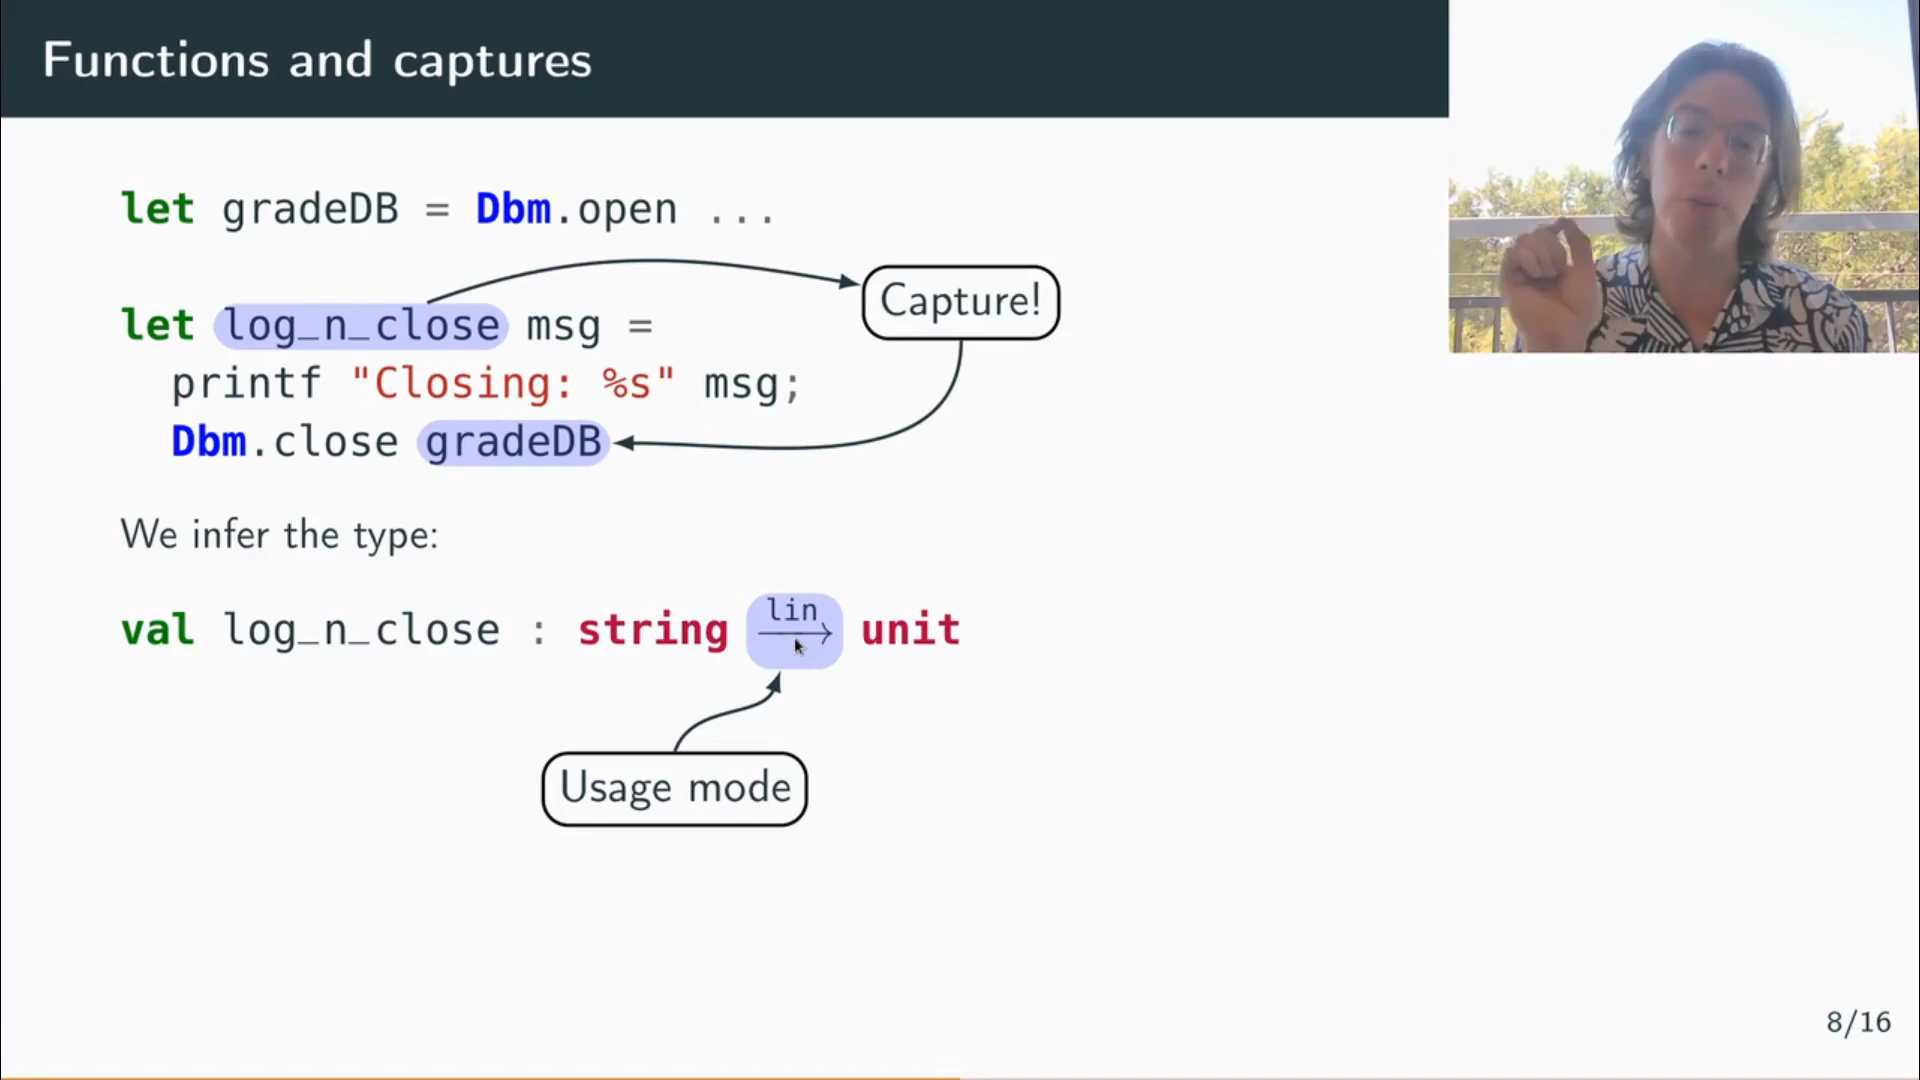 Functions and captures
let gradeDB = Dbm.open ...
Capture!
let log_n_close msg =
printf "Closing: %s" msg;
Dbm.close gradeDB
We infer the type:
val log_n_close : string lin→ unit
Usage mode
8/16